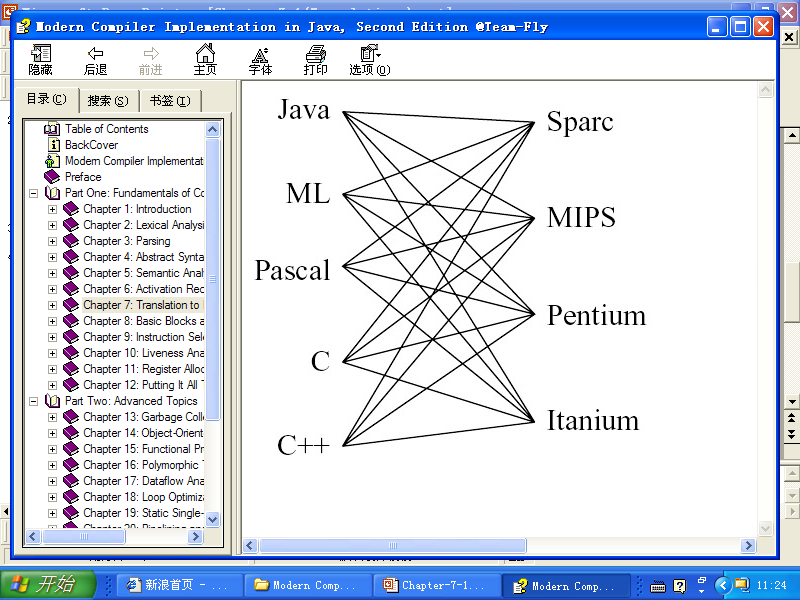 Modern Compiler Implementation in Java, Second Edition @Team-Fly
隐藏 后退 前进 主页 字体 打印 选项(O)
目录(C) 搜索(S) 书签(I)
Table of Contents
BackCover
Modern Compiler Implementat
Preface
Part One: Fundamentals of Co
Chapter 1: Introduction
Chapter 2: Lexical Analysi
Chapter 3: Parsing
Chapter 4: Abstract Synta
Chapter 5: Semantic Anal
Chapter 6: Activation Rec
Chapter 7: Translation to
Chapter 8: Basic Blocks a
Chapter 9: Instruction Sel
Chapter 10: Liveness Ana
Chapter 11: Register Alloc
Chapter 12: Putting It All T
Part Two: Advanced Topics
Chapter 13: Garbage Colle
Chapter 14: Object-Orient
Chapter 15: Functional Pr
Chapter 16: Polymorphic T
Chapter 17: Dataflow Ana
Chapter 18: Loop Optimiza
Chapter 19: Static Single-
Java
ML
Pascal
C
C++
Sparc
MIPS
Pentium
Itanium
开始 新浪首页 - ... Modern Comp... Chapter-7-1... Modern Comp... 11:24